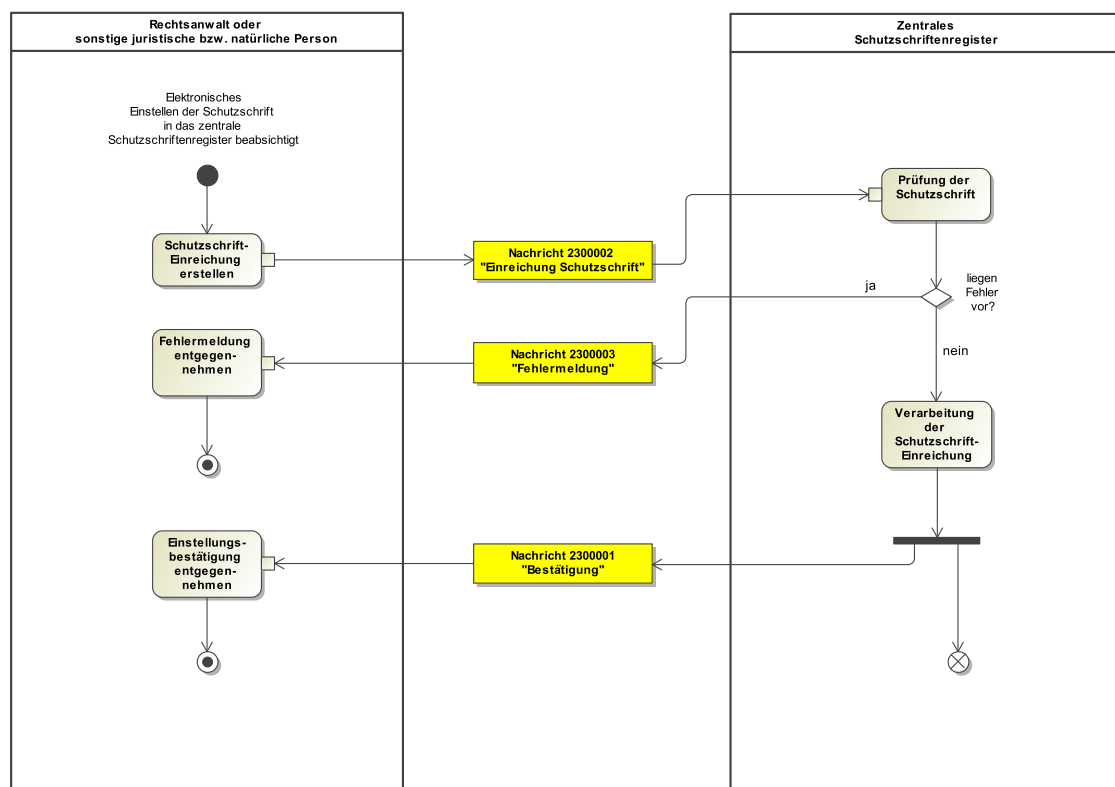 Rechtsanwalt oder
sonstige juristische bzw. natürliche Person
Zentrales
Schutzschriftenregister
Elektronisches
Einstellen der Schutzschrift
in das zentrale
Schutzschriftenregister beabsichtigt
Prüfung der
Schutzschrift
Schutzschrift-
Einreichung
erstellen
Nachricht 2300002
"Einreichung Schutzschrift"
ja
liegen
Fehler
vor?
Fehlermeldung
entgegen-
nehmen
Nachricht 2300003
"Fehlermeldung"
nein
Verarbeitung
der
Schutzschrift-
Einreichung
Einstellungs-
bestätigung
entgegen-
nehmen
Nachricht 2300001
"Bestätigung"